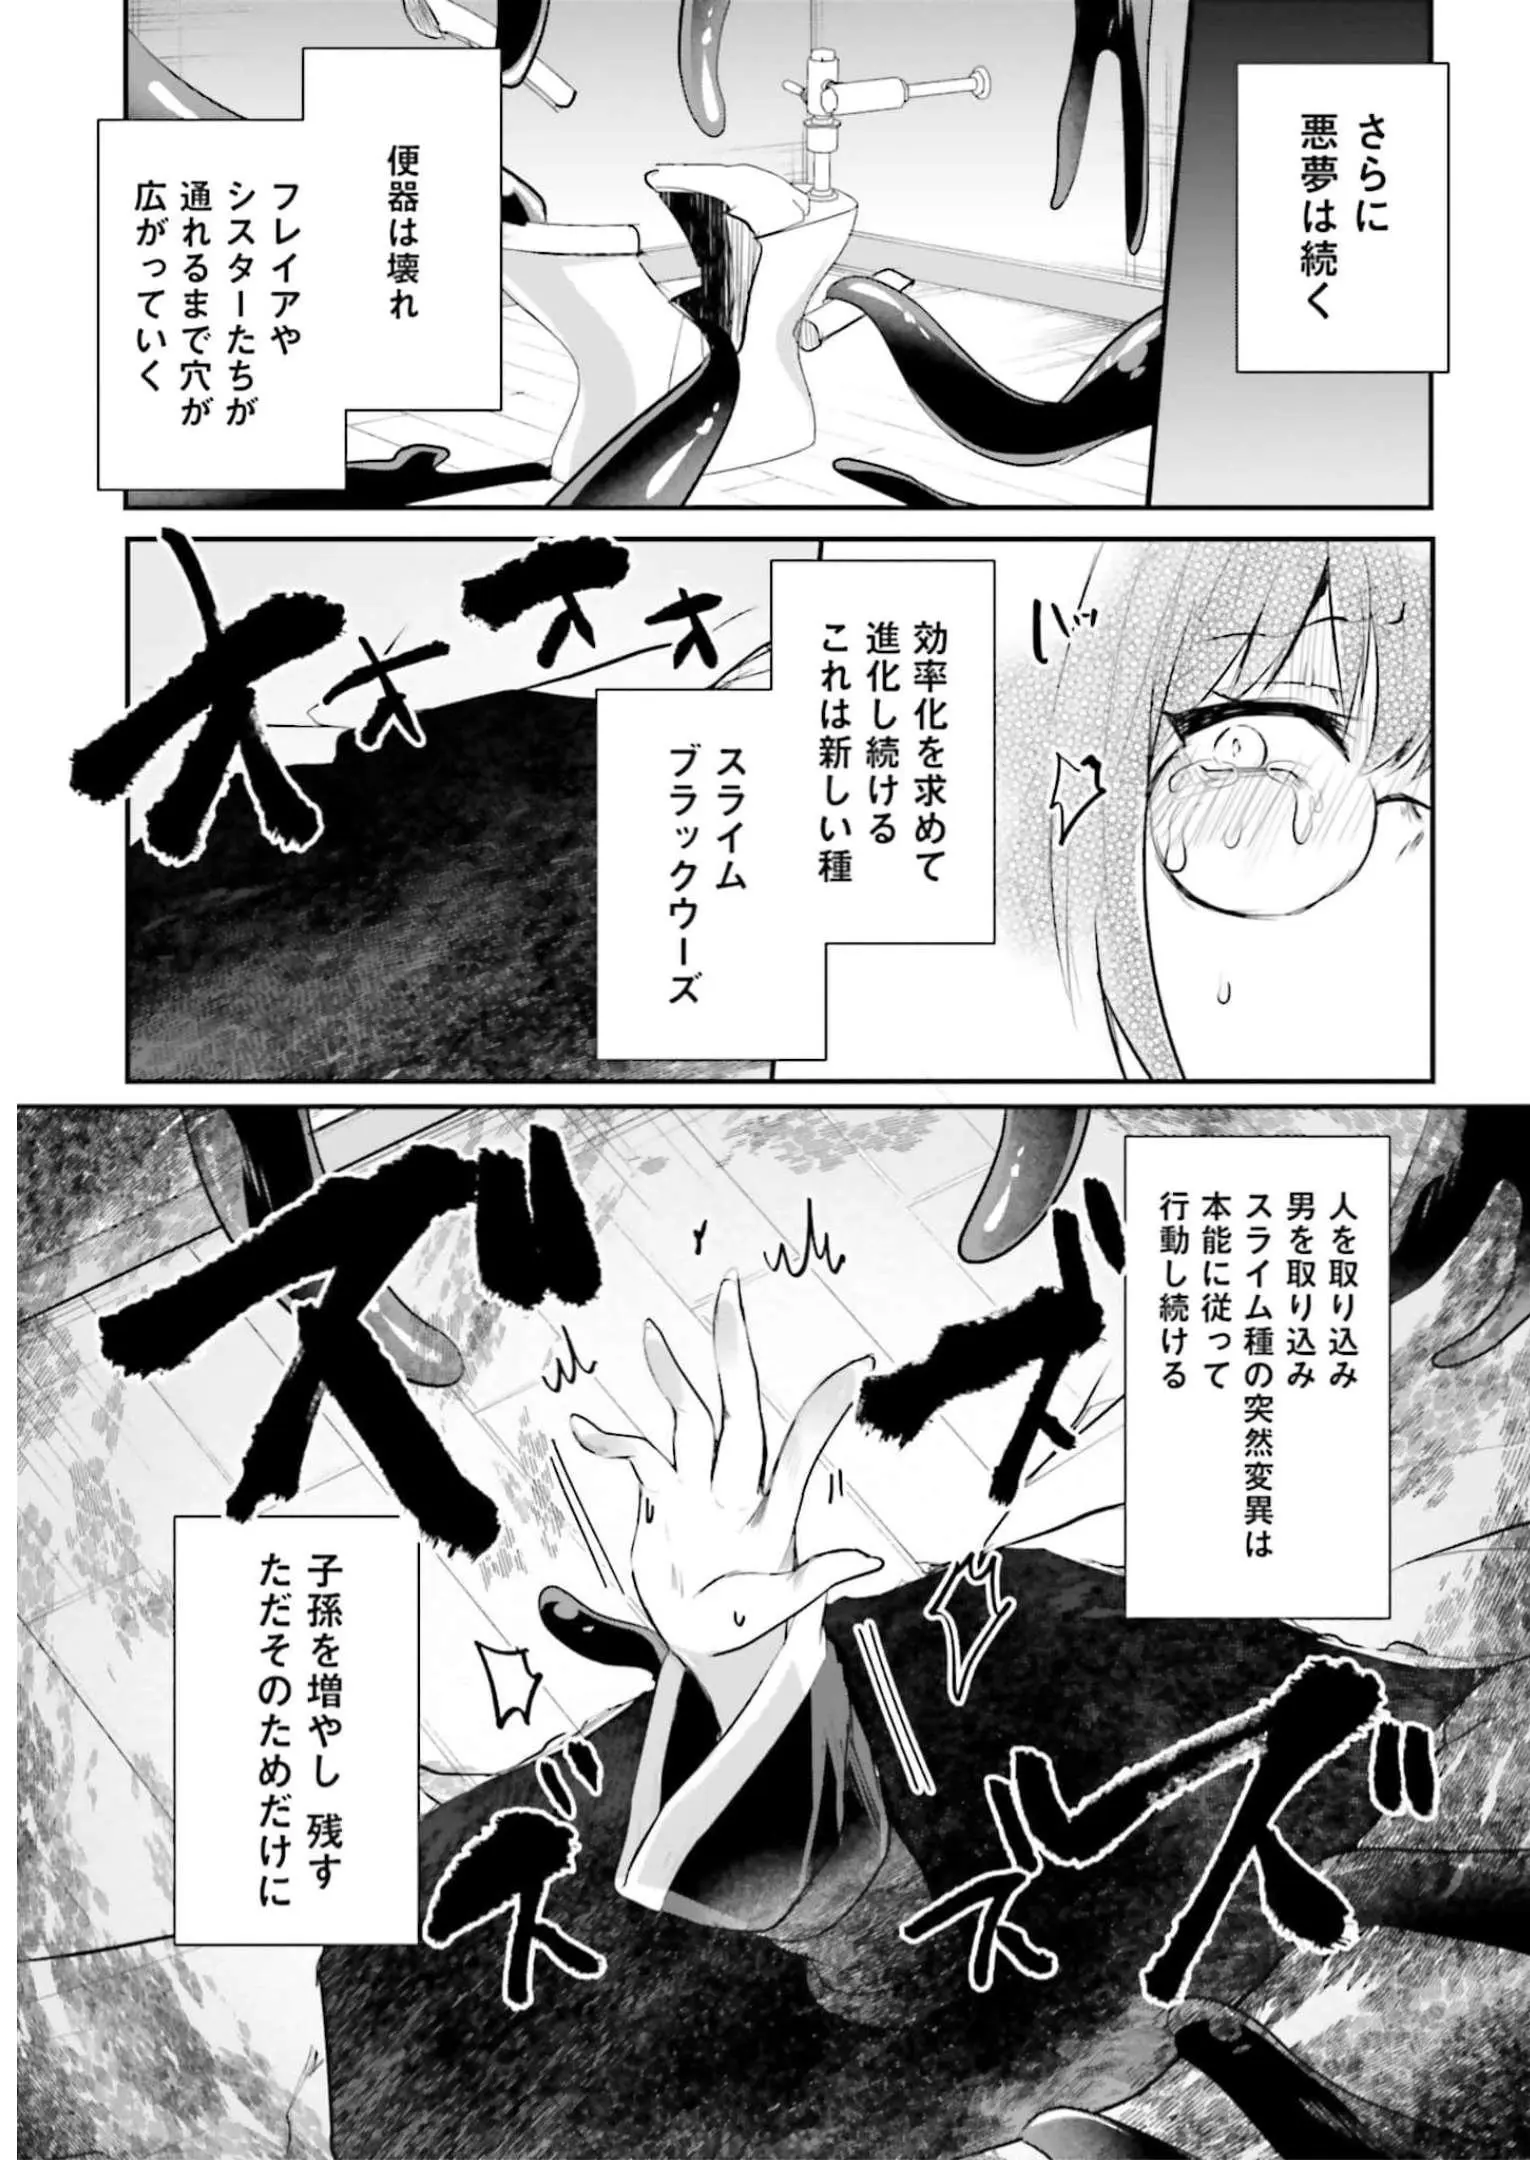 さらに
悪夢は続く
便器は壊れ
フレイアや
シスターたちが
通れるまで穴が
広がっていく
効率化を求めて
進化し続ける
これは新しい種
スライム
ブラックウーズ
オオオオ
人を取り込み
男を取り込み
スライム種の突然変異は
本能に従って
行動し続ける
ズズ
子孫を増やし 残す
ただそのためだけに
ズズズズ